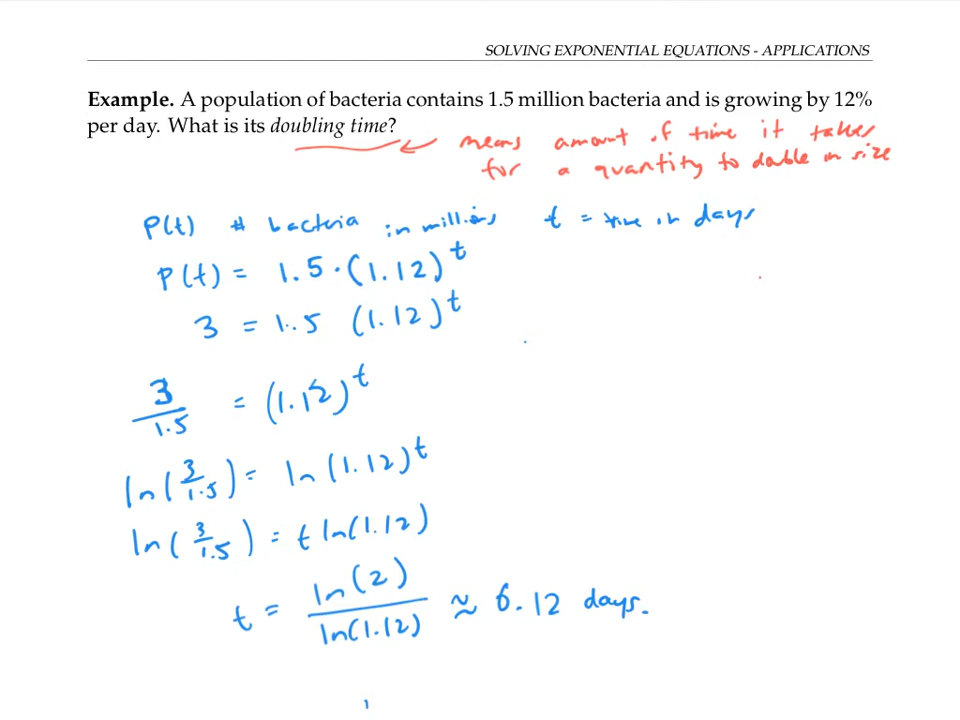 SOLVING EXPONENTIAL EQUATIONS - APPLICATIONS
Example. A population of bacteria contains 1.5 million bacteria and is growing by 12%
per day. What is its doubling time?
means amount of time it takes
for a quantity to double in size
P(t) # bacteria in millions t = time in days
P(t) = 1.5 · (1.12)^t
3 = 1.5 (1.12)^t
3/1.5 = (1.12)^t
ln(3/1.5) = ln(1.12)^t
ln(3/1.5) = t ln(1.12)
t = ln(2)/ln(1.12) ≈ 6.12 days.